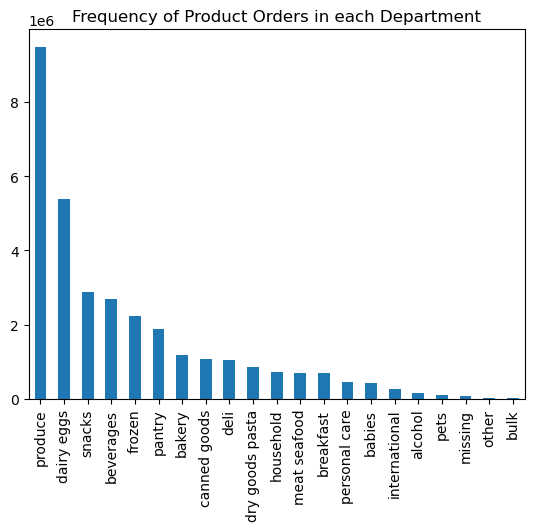 Frequency of Product Orders in each Department
1e6
8
6
4
2
0
produce
dairy eggs
snacks
beverages
frozen
pantry
bakery
canned goods
deli
dry goods pasta
household
meat seafood
breakfast
personal care
babies
international
alcohol
pets
missing
other
bulk